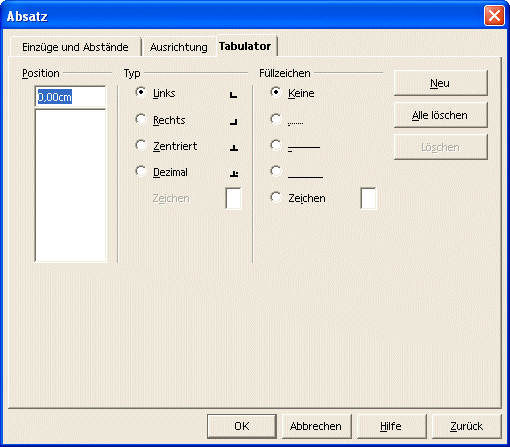 Absatz
Einzüge und Abstände Ausrichtung Tabulator
Position Typ Füllzeichen
0,00cm Links Keine Neu
Rechts ........ Alle löschen
Zentriert Löschen
Dezimal
Zeichen Zeichen
OK Abbrechen Hilfe Zurück